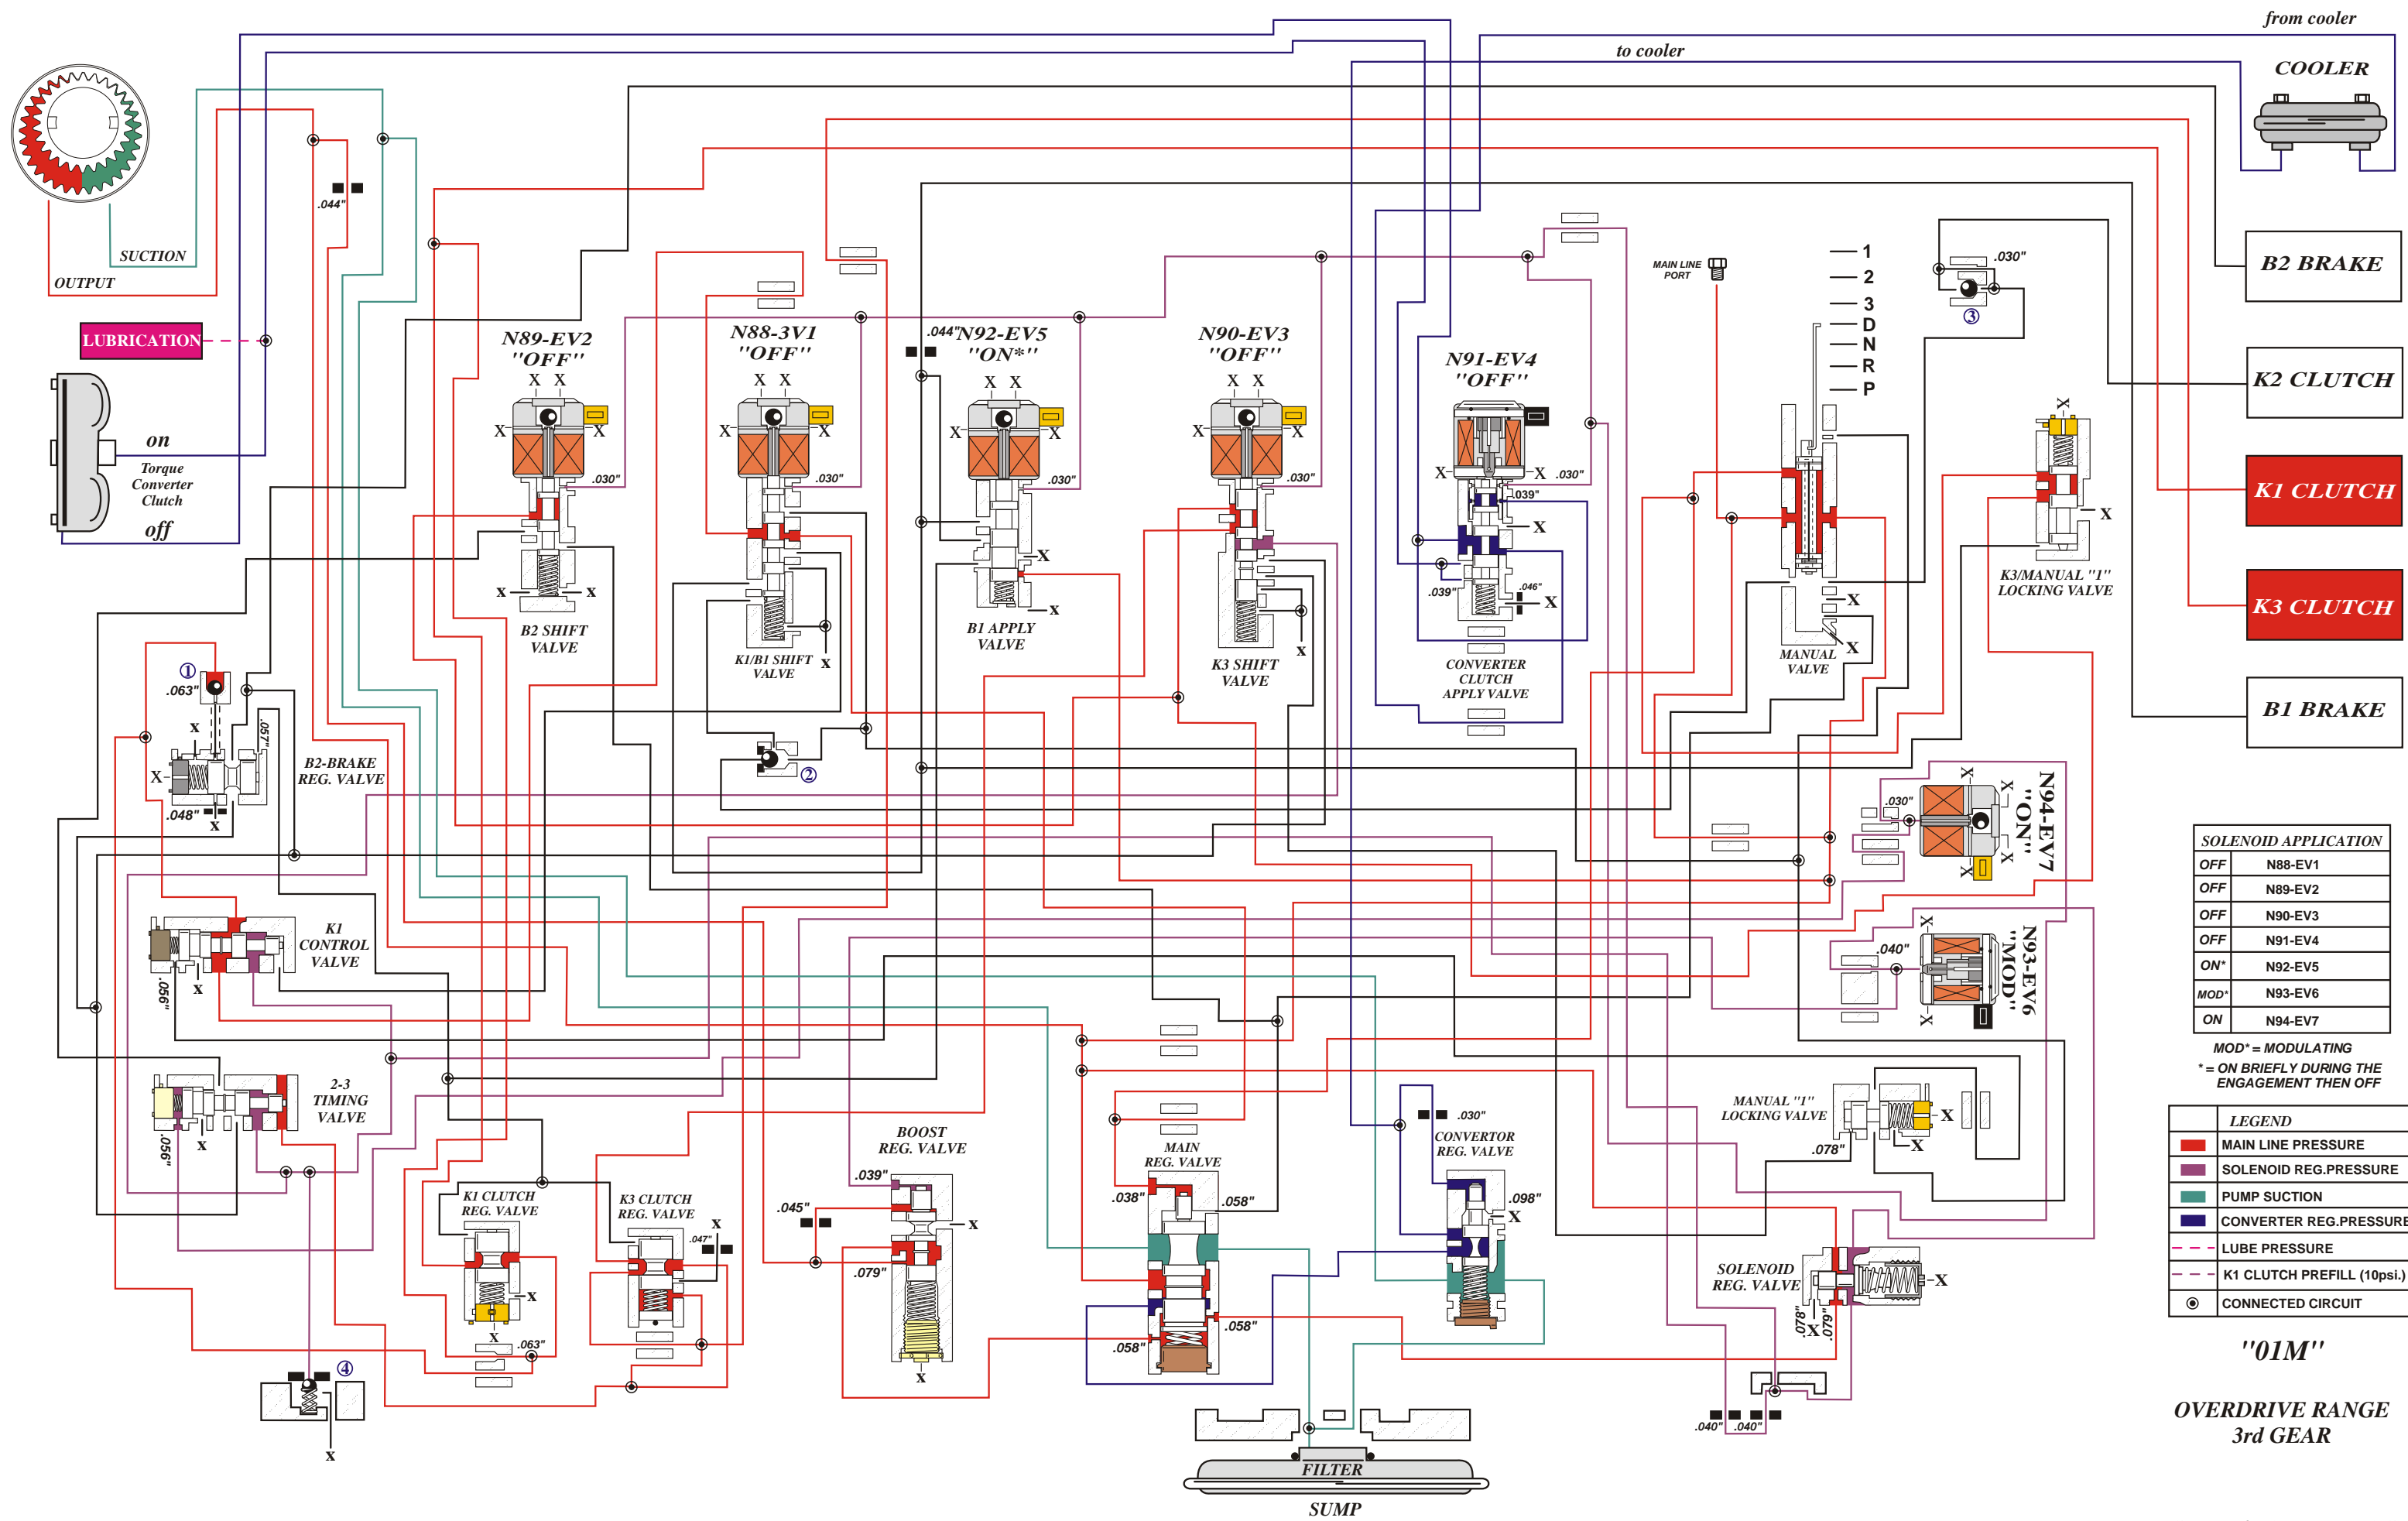 from cooler
to cooler
COOLER
SUCTION
OUTPUT
.044"
LUBRICATION
on
Torque
Converter
Clutch
off
N89-EV2
"OFF"
X X
X X
.030"
x x
B2 SHIFT
VALVE
N88-3V1
"OFF"
X X
X X
.030"
x
K1/B1 SHIFT
VALVE
.044"
N92-EV5
"ON*"
X X
X X
.030"
x
x
B1 APPLY
VALVE
N90-EV3
"OFF"
X X
X X
.030"
x
K3 SHIFT
VALVE
N91-EV4
"OFF"
X X
.030"
.039"
X
.039"
.046"
X
CONVERTER
CLUTCH
APPLY VALVE
MAIN LINE
PORT
1
2
3
D
N
R
P
X
X
MANUAL
VALVE
.030"
3
X
X
K3/MANUAL "1"
LOCKING VALVE
B2 BRAKE
K2 CLUTCH
K1 CLUTCH
K3 CLUTCH
B1 BRAKE
1
.063"
x
.057"
X
.048"
x
B2-BRAKE
REG. VALVE
2
K1
CONTROL
VALVE
.056"
x
2-3
TIMING
VALVE
.056"
x
4
x
K1 CLUTCH
REG. VALVE
x
x
.063"
K3 CLUTCH
REG. VALVE
x
.047"
BOOST
REG. VALVE
.039"
.045"
x
.079"
x
MAIN
REG. VALVE
.038"
.058"
.058"
.058"
.030"
CONVERTOR
REG. VALVE
.098"
X
X
.030"
X
X
X
N94-EV7
"ON"
X
.040"
X
N93-EV6
"MOD"
MANUAL "1"
LOCKING VALVE
X
X
.078"
SOLENOID
REG. VALVE
X
.078"
.079"
X
.040"
.040"
FILTER
SUMP
SOLENOID APPLICATION
OFF N88-EV1
OFF N89-EV2
OFF N90-EV3
OFF N91-EV4
ON* N92-EV5
MOD* N93-EV6
ON N94-EV7
MOD* = MODULATING
* = ON BRIEFLY DURING THE
ENGAGEMENT THEN OFF
LEGEND
MAIN LINE PRESSURE
SOLENOID REG.PRESSURE
PUMP SUCTION
CONVERTER REG.PRESSURE
LUBE PRESSURE
K1 CLUTCH PREFILL (10psi.)
CONNECTED CIRCUIT
"01M"
OVERDRIVE RANGE
3rd GEAR